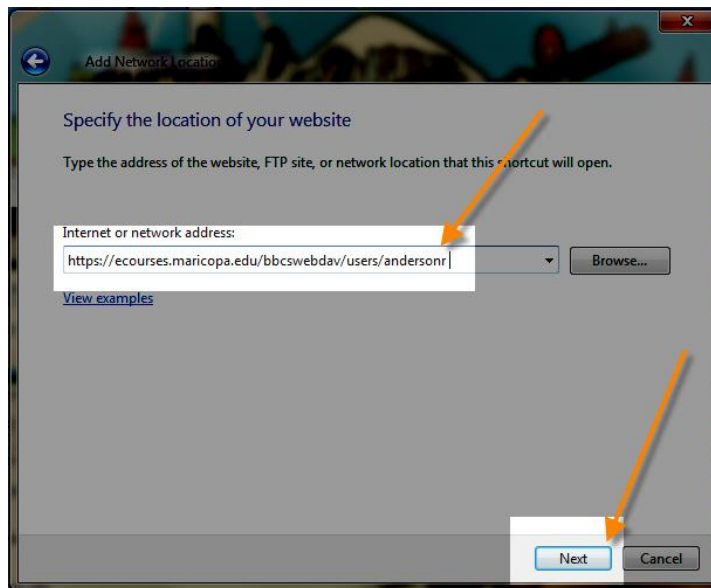 Add Network Location
Specify the location of your website
Type the address of the website, FTP site, or network location that this shortcut will open.
Internet or network address:
https://ecourses.maricopa.edu/bbcswebdav/users/andersonr
Browse...
View examples
Next
Cancel